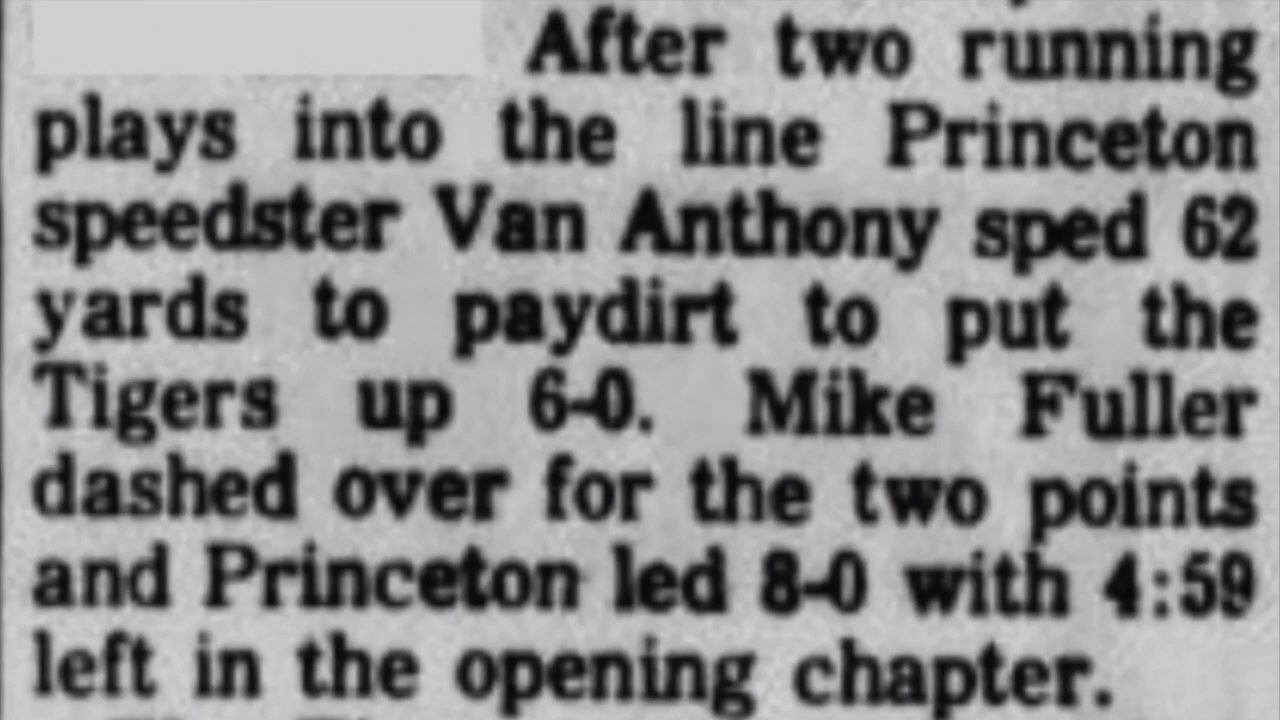 After two running
plays into the line Princeton
speedster Van Anthony sped 62
yards to paydirt to put the
Tigers up 6-0. Mike Fuller
dashed over for the two points
and Princeton led 8-0 with 4:59
left in the opening chapter.